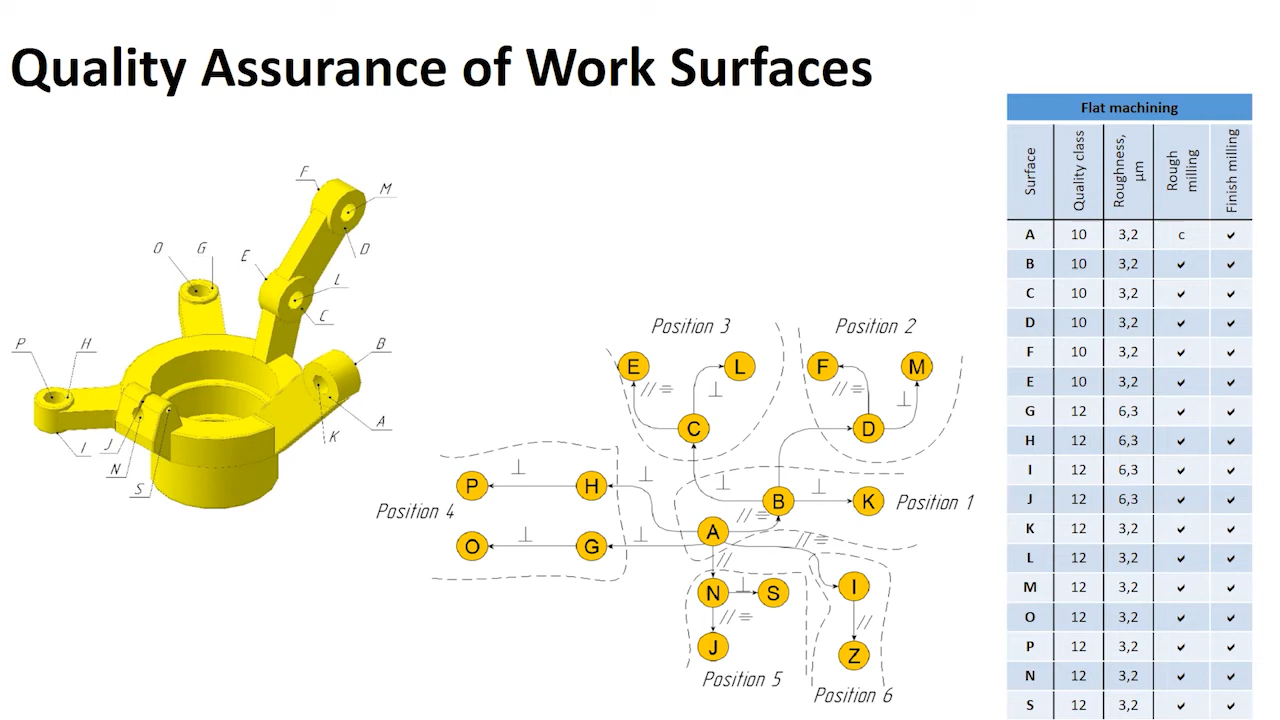 Quality Assurance of Work Surfaces
F
M
O
G
E
D
L
C
P
H
B
A
K
I
J
N
S
Position 3
Position 2
E
L
F
M
// =
⊥
// =
⊥
C
D
⊥
⊥
⊥
⊥
P
H
B
K
Position 1
Position 4
// =
A
⊥
⊥
// =
O
G
//
N
⊥
S
I
// =
//
J
Z
Position 5
Position 6
Flat machining
Surface
Quality class
Roughness, µm
Rough milling
Finish milling
A 10 3,2 c ✓
B 10 3,2 ✓ ✓
C 10 3,2 ✓ ✓
D 10 3,2 ✓ ✓
F 10 3,2 ✓ ✓
E 10 3,2 ✓ ✓
G 12 6,3 ✓ ✓
H 12 6,3 ✓ ✓
I 12 6,3 ✓ ✓
J 12 6,3 ✓ ✓
K 12 3,2 ✓ ✓
L 12 3,2 ✓ ✓
M 12 3,2 ✓ ✓
O 12 3,2 ✓ ✓
P 12 3,2 ✓ ✓
N 12 3,2 ✓ ✓
S 12 3,2 ✓ ✓